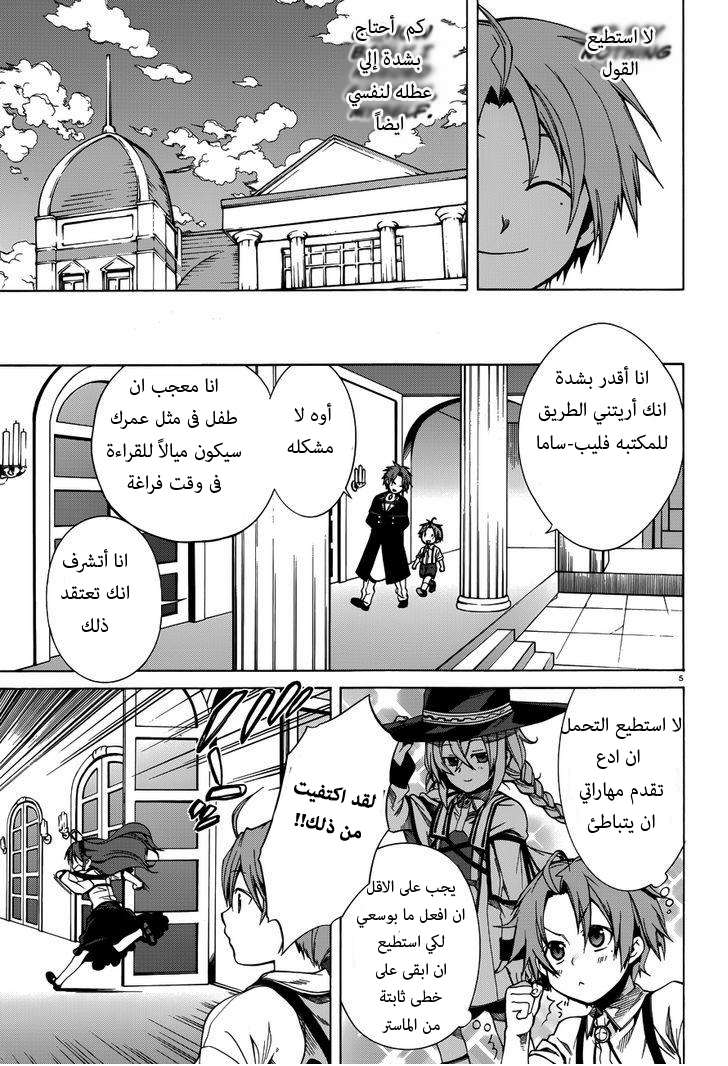 لا استطيع
القول
كم أحتاج
بشدة إلي
عطله لنفسي
ايضاً
انا أقدر بشدة
انك أريتني الطريق
للمكتبه فليب-ساما
أوه لا
مشكله
انا معجب ان
طفل فى مثل عمرك
سيكون ميالاً للقراءة
فى وقت فراغة
انا أتشرف
انك تعتقد
ذلك
5
لا استطيع التحمل
ان ادع
تقدم مهاراتي
ان يتباطئ
يجب على الاقل
ان افعل ما بوسعي
لكي استطيع
ان ابقى على
خطى ثابتة
من الماستر
لقد اكتفيت
من ذلك!!